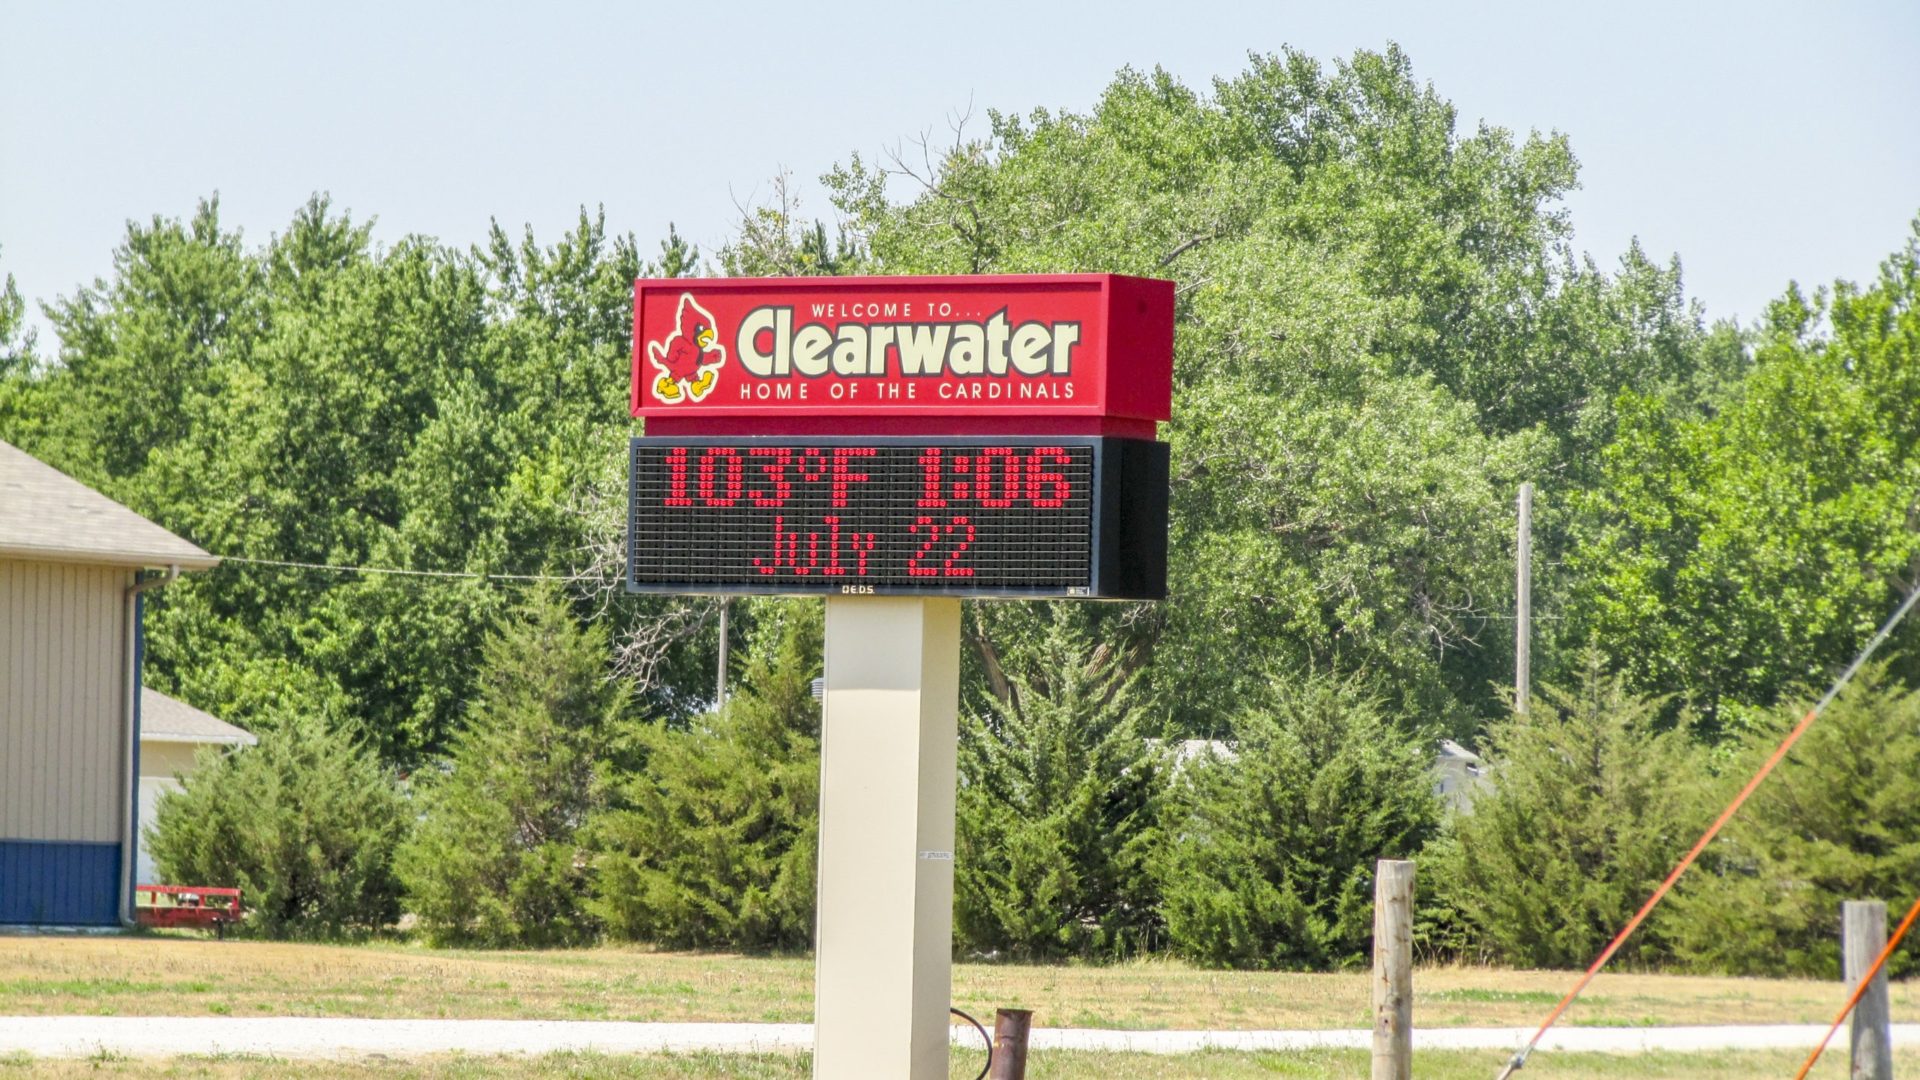 WELCOME TO...
Clearwater
HOME OF THE CARDINALS
103°F 1:06
July 22
E.D.S.